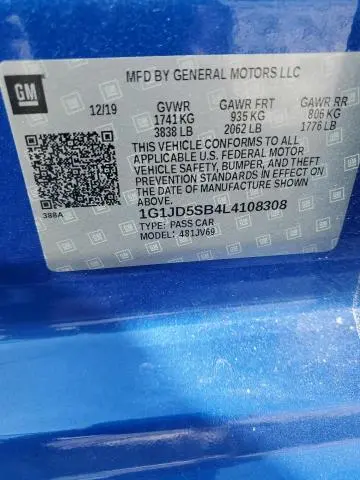 GM
MFD BY GENERAL MOTORS LLC
12/19 GVWR GAWR FRT GAWR RR
1741 KG 935 KG 806 KG
3838 LB 2062 LB 1776 LB
THIS VEHICLE CONFORMS TO ALL
APPLICABLE U.S. FEDERAL MOTOR
VEHICLE SAFETY, BUMPER, AND THEFT
PREVENTION STANDARDS IN EFFECT ON
THE DATE OF MANUFACTURE SHOWN
ABOVE.
388A
1G1JD5SB4L4108308
TYPE: PASS CAR
MODEL: 481JV69